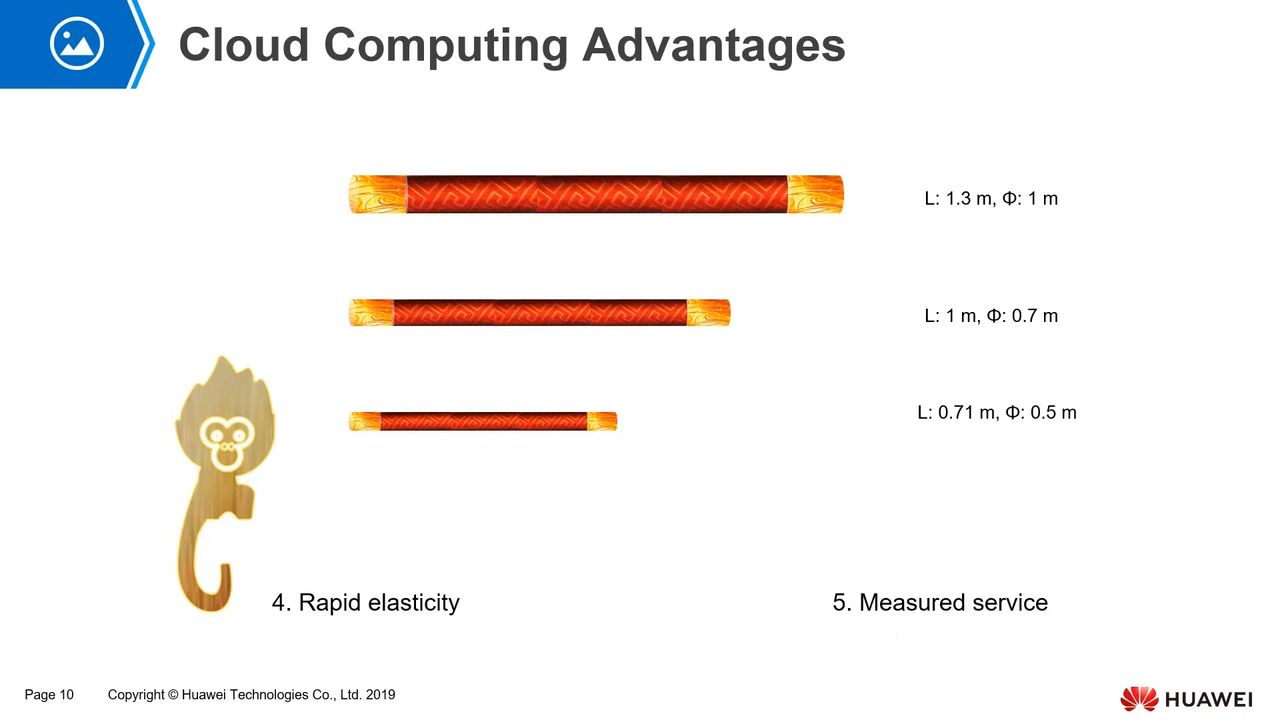 Cloud Computing Advantages
L: 1.3 m, Φ: 1 m
L: 1 m, Φ: 0.7 m
L: 0.71 m, Φ: 0.5 m
4. Rapid elasticity
5. Measured service
Page 10
Copyright © Huawei Technologies Co., Ltd. 2019
HUAWEI